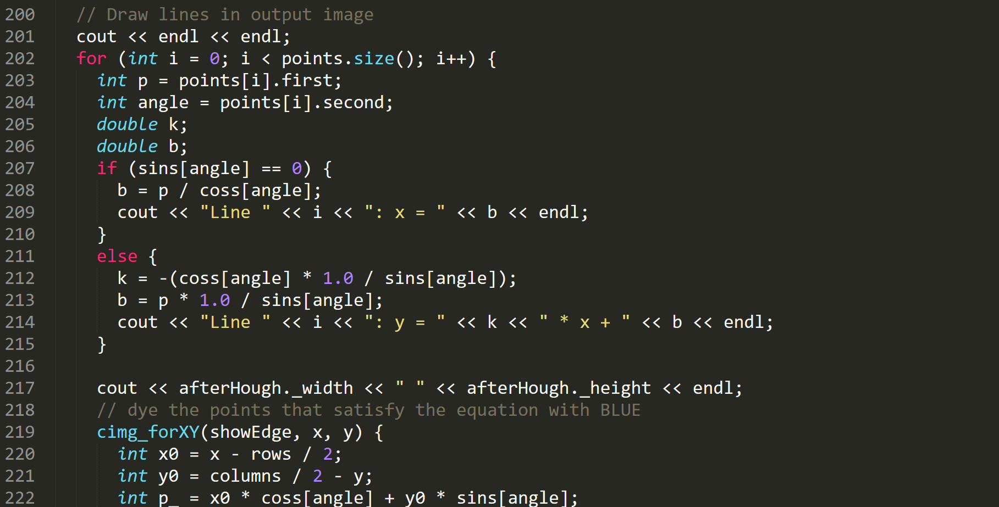 200 // Draw lines in output image
201 cout << endl << endl;
202 for (int i = 0; i < points.size(); i++) {
203 int p = points[i].first;
204 int angle = points[i].second;
205 double k;
206 double b;
207 if (sins[angle] == 0) {
208 b = p / coss[angle];
209 cout << "Line " << i << ": x = " << b << endl;
210 }
211 else {
212 k = -(coss[angle] * 1.0 / sins[angle]);
213 b = p * 1.0 / sins[angle];
214 cout << "Line " << i << ": y = " << k << " * x + " << b << endl;
215 }
216
217 cout << afterHough._width << " " << afterHough._height << endl;
218 // dye the points that satisfy the equation with BLUE
219 cimg_forXY(showEdge, x, y) {
220 int x0 = x - rows / 2;
221 int y0 = columns / 2 - y;
222 int p_ = x0 * coss[angle] + y0 * sins[angle];